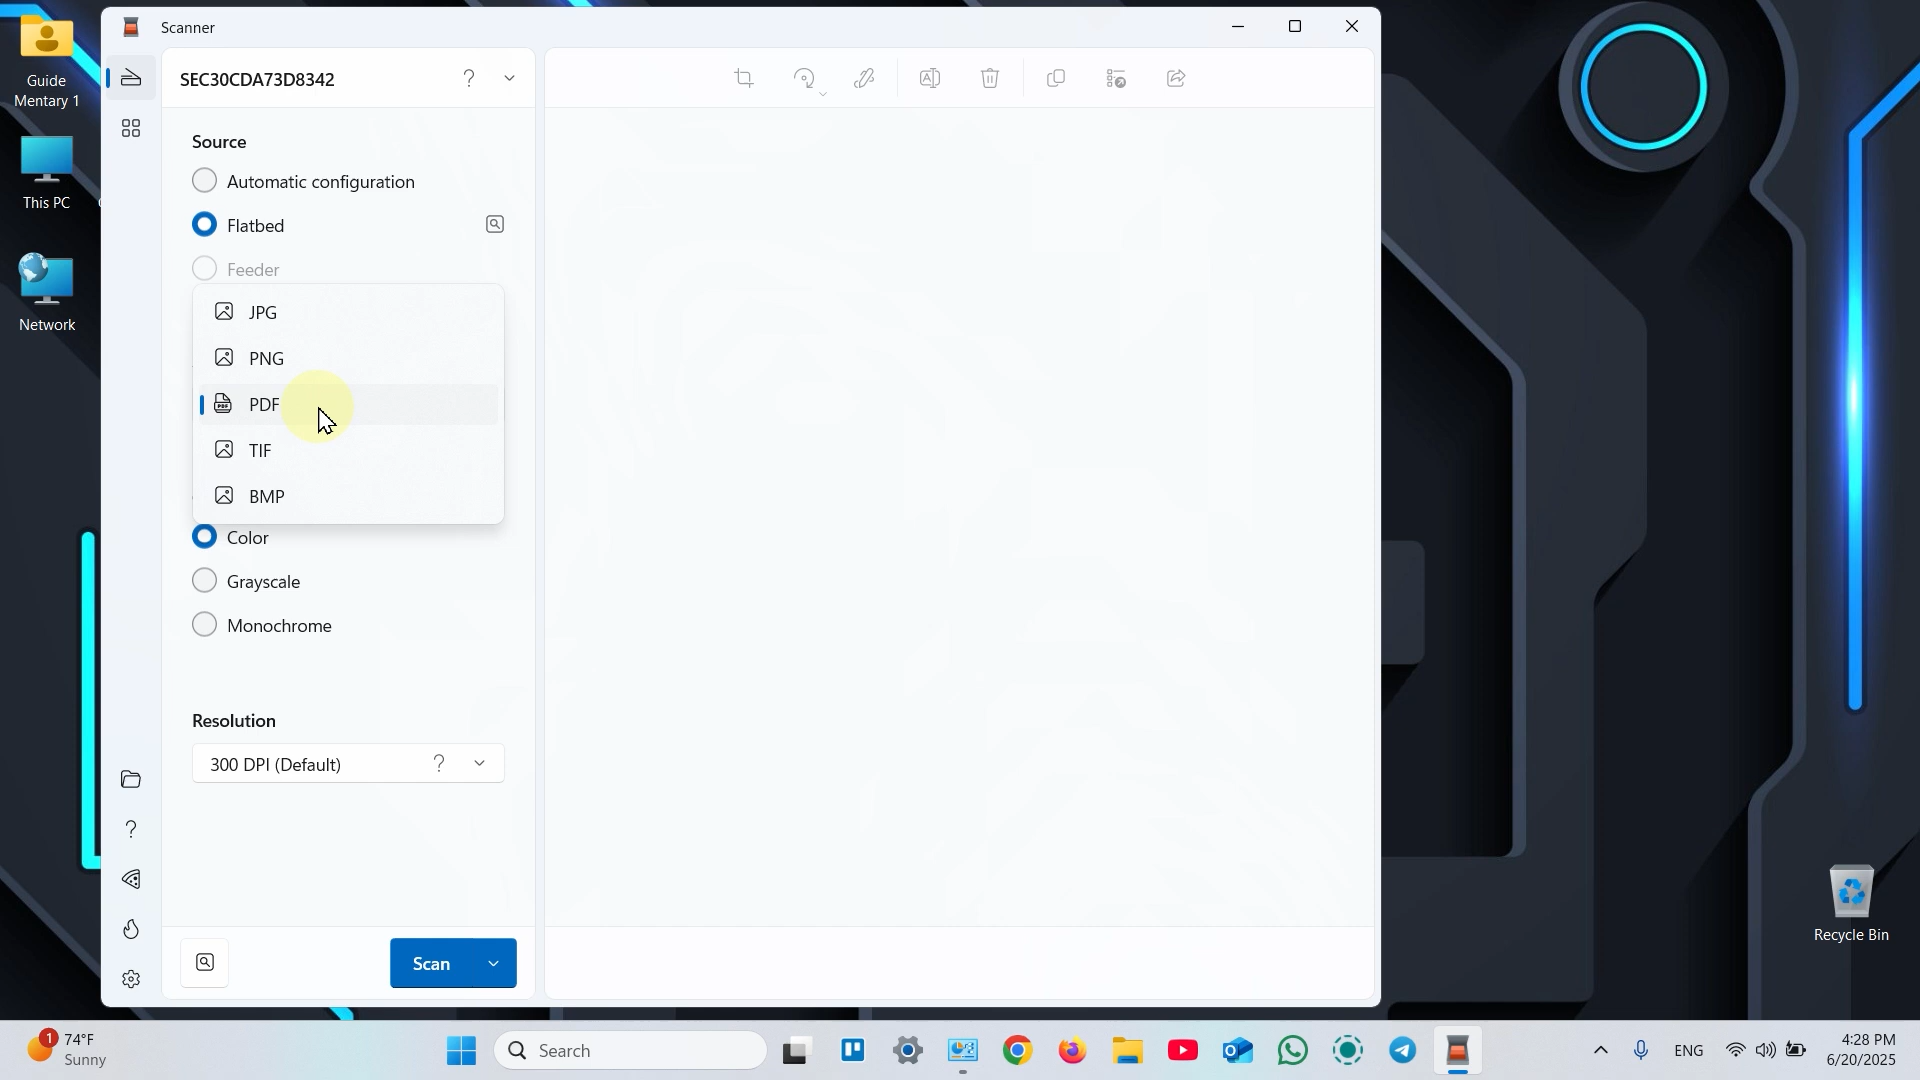 Scanner
SEC30CDA73D8342
Source
Automatic configuration
Flatbed
Feeder
JPG
PNG
PDF
TIF
BMP
Color
Grayscale
Monochrome
Resolution
300 DPI (Default)
Scan
Guide
Mentary 1
This PC
Network
Recycle Bin
1
74°F
Sunny
Search
ENG
4:28 PM
6/20/2025